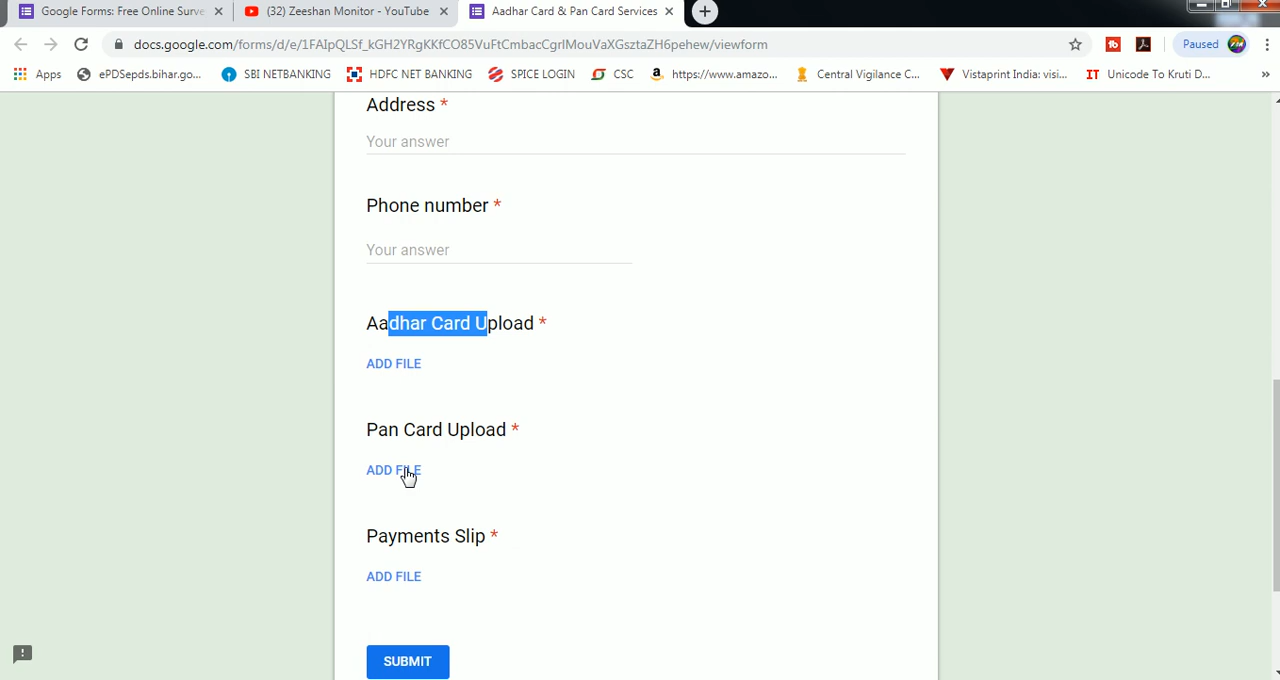 Google Forms: Free Online Surve
(32) Zeeshan Monitor - YouTube
Aadhar Card & Pan Card Services
docs.google.com/forms/d/e/1FAIpQLSf_kGH2YRgKKfCO85VuFtCmbacCgrlMouVaXGsztaZH6pehew/viewform
Paused
Apps
ePDSepds.bihar.go...
SBI NETBANKING
HDFC NET BANKING
SPICE LOGIN
CSC
https://www.amazo...
Central Vigilance C...
Vistaprint India: visi...
IT Unicode To Kruti D...
»
Address *
Your answer
Phone number *
Your answer
Aadhar Card Upload *
ADD FILE
Pan Card Upload *
ADD FILE
Payments Slip *
ADD FILE
SUBMIT